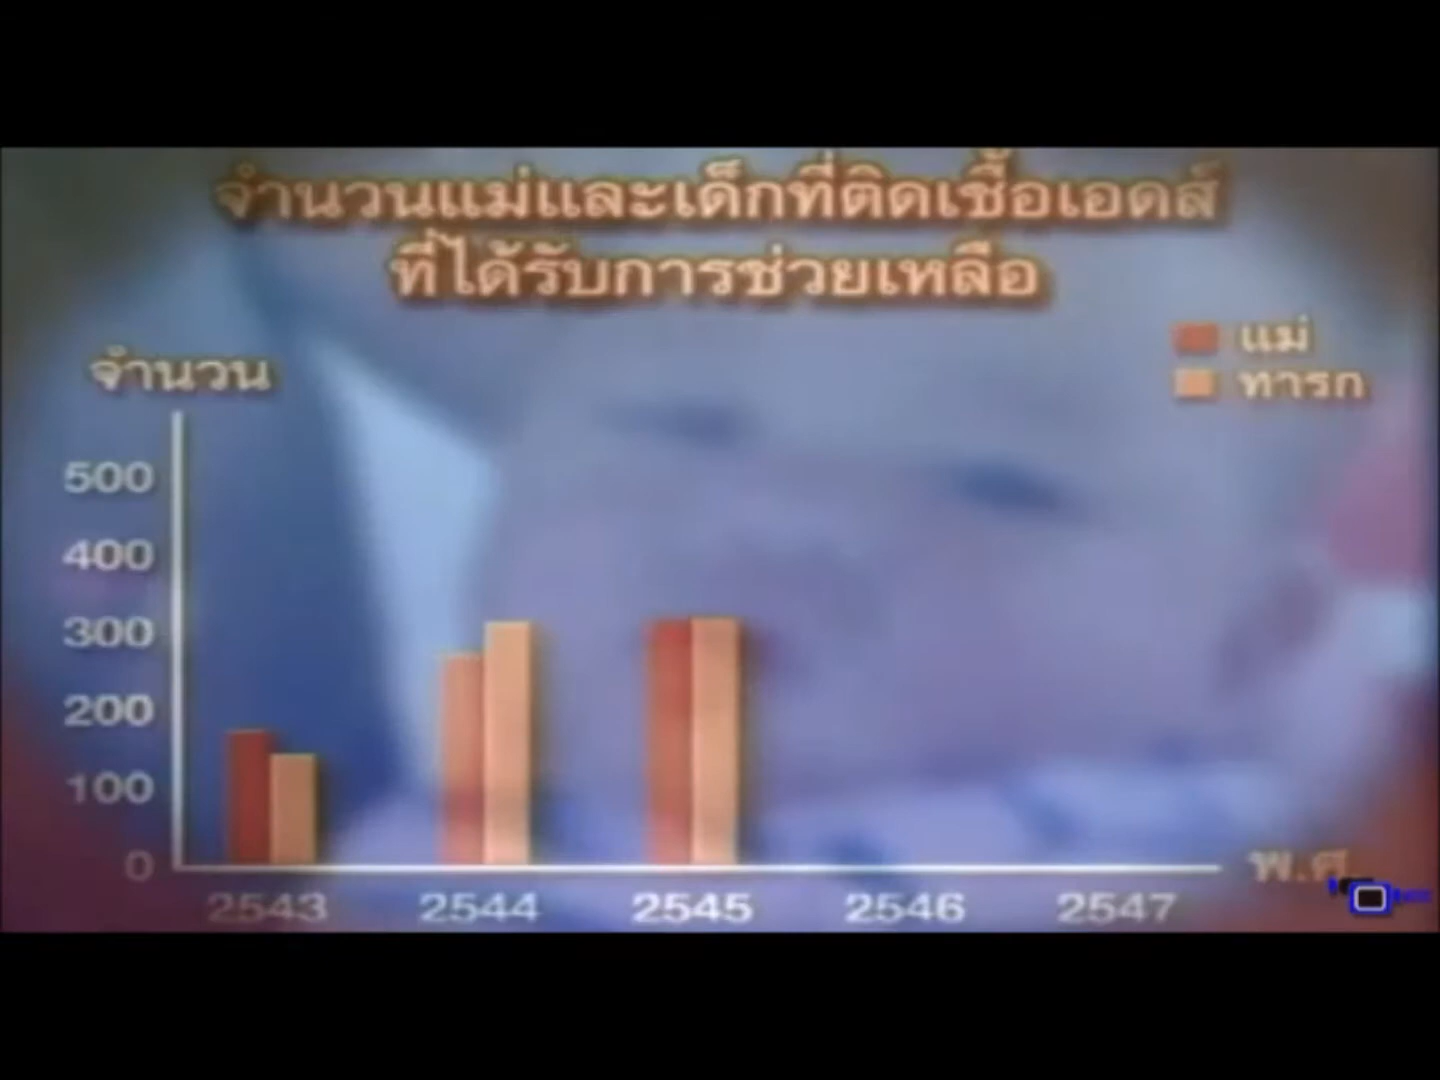 จำนวนแม่และเด็กที่ติดเชื้อเอดส์
ที่ได้รับการช่วยเหลือ
แม่
ทารก
จำนวน
500
400
300
200
100
0
2543 2544 2545 2546 2547
พ.ศ.